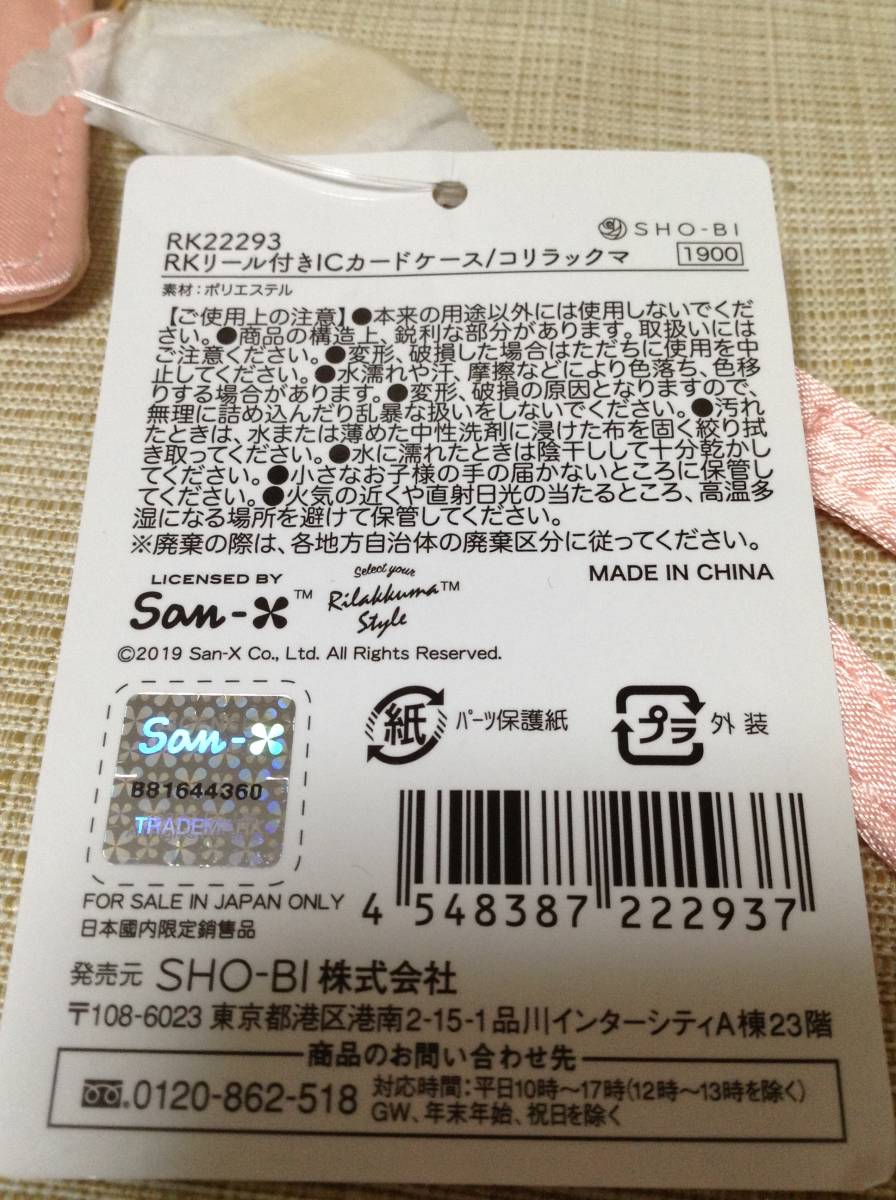 SHO-BI
RK22293
RKリール付きICカードケース/コリラックマ
1900
素材：ポリエステル
【ご使用上の注意】●本来の用途以外には使用しないでくだ
さい。●商品の構造上、鋭利な部分があります。取扱いには
ご注意ください。●変形、破損した場合はただちに使用を中
止してください。●水濡れや汗、摩擦などにより色落ち、色移
りする場合があります。●変形、破損の原因となりますので、
無理に詰め込んだり乱暴な扱いをしないでください。●汚れ
たときは、水または薄めた中性洗剤に浸けた布を固く絞り拭
き取ってください。●水に濡れたときは陰干しして十分乾かし
てください。●小さなお子様の手の届かないところに保管し
てください。●火気の近くや直射日光の当たるところ、高温多
湿になる場所を避けて保管してください。
※廃棄の際は、各地方自治体の廃棄区分に従ってください。
LICENSED BY
San-X™
Select your
Rilakkuma™
Style
MADE IN CHINA
©2019 San-X Co., Ltd. All Rights Reserved.
San-X
B81644360
TRADEMARK
紙 パーツ保護紙
プラ 外装
FOR SALE IN JAPAN ONLY
日本國内限定銷售品
4 548387 222937
発売元 SHO-BI株式会社
〒108-6023 東京都港区港南2-15-1 品川インターシティA棟23階
商品のお問い合わせ先
0120-862-518
対応時間：平日10時〜17時（12時〜13時を除く）
GW、年末年始、祝日を除く